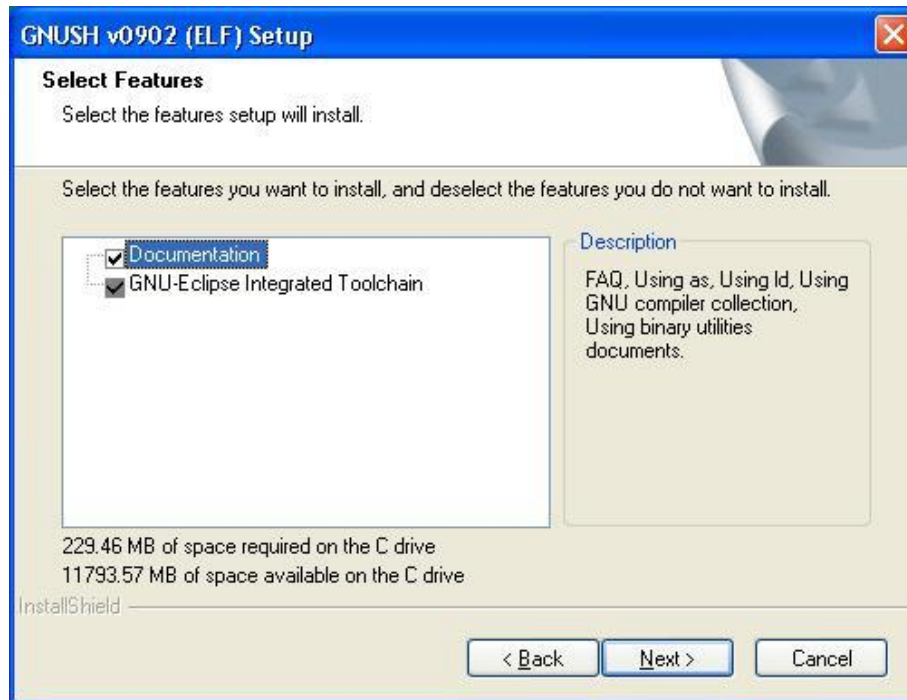 GNUSH v0902 (ELF) Setup
Select Features
Select the features setup will install.
Select the features you want to install, and deselect the features you do not want to install.
Documentation
GNU-Eclipse Integrated Toolchain
Description
FAQ, Using as, Using ld, Using
GNU compiler collection,
Using binary utilities
documents.
229.46 MB of space required on the C drive
11793.57 MB of space available on the C drive
InstallShield
< Back
Next >
Cancel